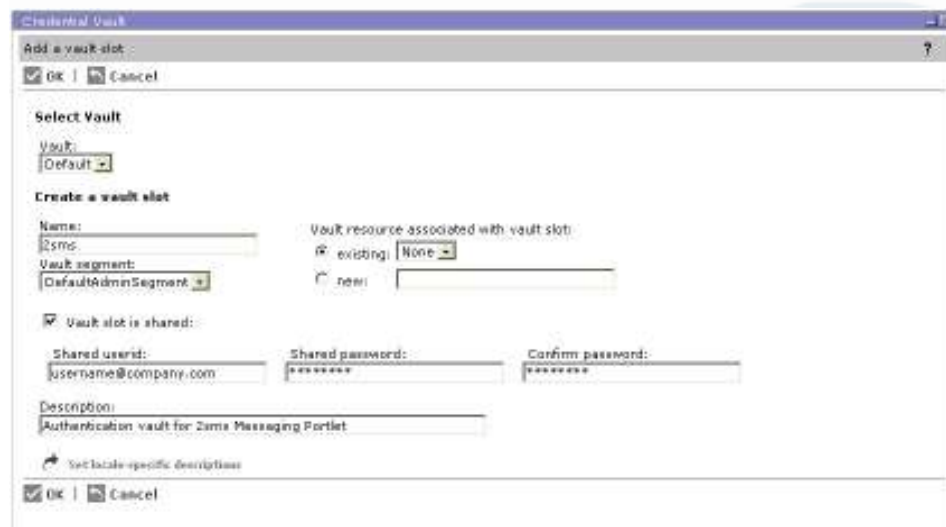 Credential Vault
Add a vault slot ?
OK | Cancel
Select Vault
Vault:
Default
Create a vault slot
Name:
2sms
Vault segment:
DefaultAdminSegment
Vault resource associated with vault slot:
existing: None
new:
Vault slot is shared:
Shared userid: Shared password: Confirm password:
username@company.com ******** ********
Description:
Authentication vault for 2sms Messaging Portlet
Set locale-specific descriptions
OK | Cancel